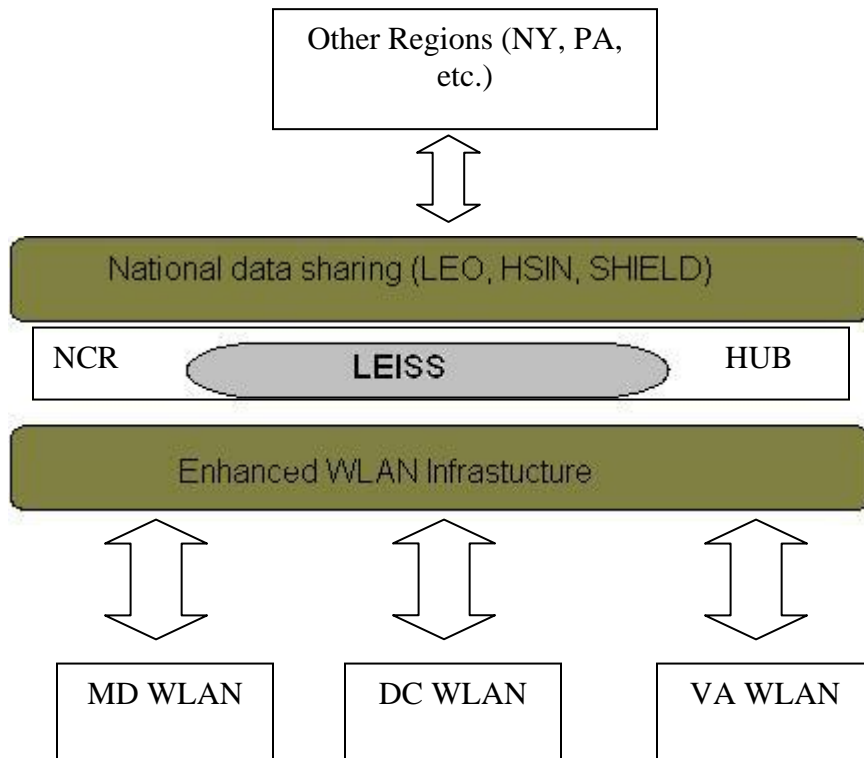 Other Regions (NY, PA,
etc.)
National data sharing (LEO, HSIN, SHIELD)
NCR LEISS HUB
Enhanced WLAN Infrastucture
MD WLAN DC WLAN VA WLAN